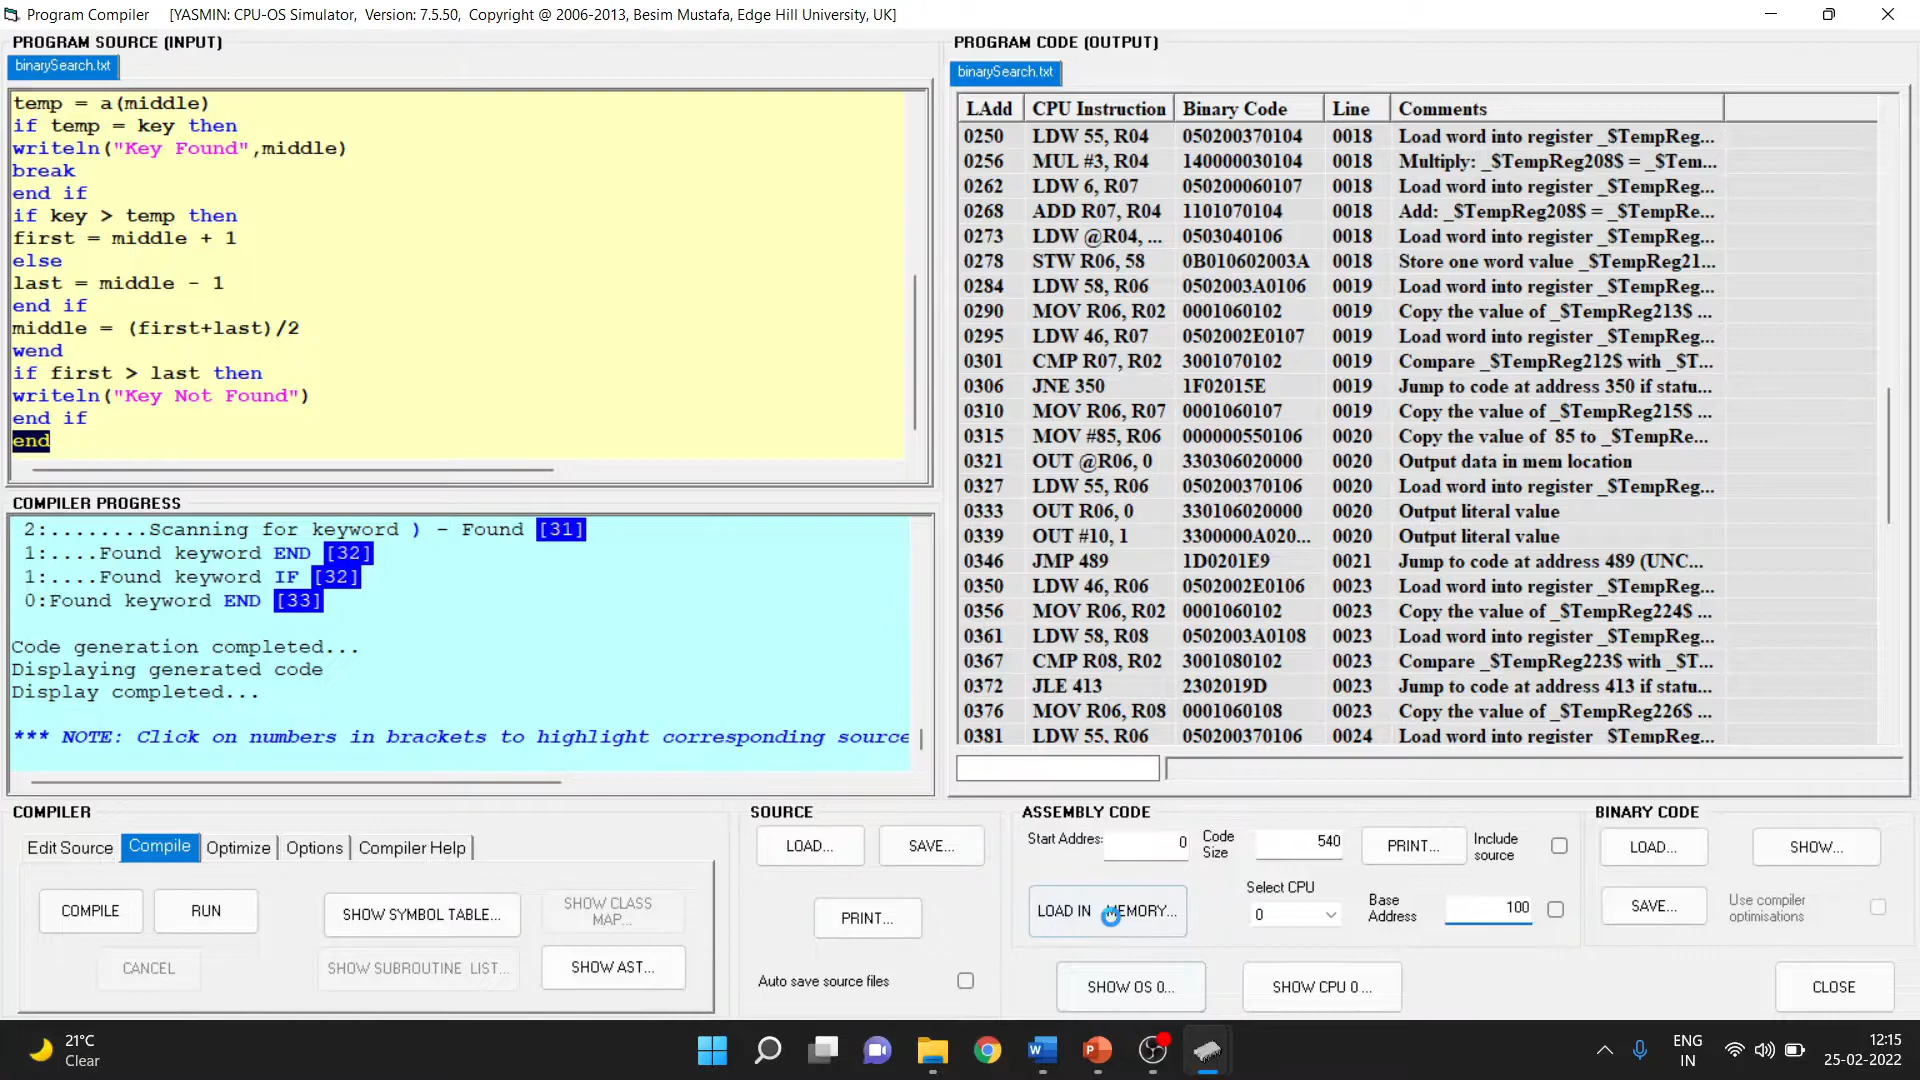 Program Compiler [YASMIN: CPU-OS Simulator, Version: 7.5.50, Copyright @ 2006-2013, Besim Mustafa, Edge Hill University, UK]
PROGRAM SOURCE (INPUT)
binarySearch.txt
temp = a(middle)
if temp = key then
writeln("Key Found",middle)
break
end if
if key > temp then
first = middle + 1
else
last = middle - 1
end if
middle = (first+last)/2
wend
if first > last then
writeln("Key Not Found")
end if
end
COMPILER PROGRESS
2:........Scanning for keyword ) - Found [31]
1:....Found keyword END [32]
1:....Found keyword IF [32]
0:Found keyword END [33]
Code generation completed...
Displaying generated code
Display completed...
*** NOTE: Click on numbers in brackets to highlight corresponding source
PROGRAM CODE (OUTPUT)
binarySearch.txt
LAdd CPU Instruction Binary Code Line Comments
0250 LDW 55, R04 050200370104 0018 Load word into register _$TempReg...
0256 MUL #3, R04 140000030104 0018 Multiply: _$TempReg208$ = _$Tem...
0262 LDW 6, R07 050200060107 0018 Load word into register _$TempReg...
0268 ADD R07, R04 1101070104 0018 Add: _$TempReg208$ = _$TempRe...
0273 LDW @R04, ... 0503040106 0018 Load word into register _$TempReg...
0278 STW R06, 58 0B010602003A 0018 Store one word value _$TempReg21...
0284 LDW 58, R06 0502003A0106 0018 Load word into register _$TempReg...
0290 MOV R06, R02 0001060102 0019 Copy the value of _$TempReg213$ ...
0295 LDW 46, R07 0502002E0107 0019 Load word into register _$TempReg...
0301 CMP R07, R02 3001070102 0019 Compare _$TempReg212$ with _$T...
0306 JNE 350 1F02015E 0019 Jump to code at address 350 if statu...
0310 MOV R06, R07 0001060107 0019 Copy the value of _$TempReg215$ ...
0315 MOV #85, R06 000000550106 0020 Copy the value of 85 to _$TempRe...
0321 OUT @R06, 0 330306020000 0020 Output data in mem location
0327 LDW 55, R06 050200370106 0020 Load word into register _$TempReg...
0333 OUT R06, 0 330106020000 0020 Output literal value
0339 OUT #10, 1 3300000A020... 0020 Output literal value
0346 JMP 489 1D0201E9 0021 Jump to code at address 489 (UNC...
0350 LDW 46, R06 0502002E0106 0023 Load word into register _$TempReg...
0356 MOV R06, R02 0001060102 0023 Copy the value of _$TempReg224$ ...
0361 LDW 58, R08 0502003A0108 0023 Load word into register _$TempReg...
0367 CMP R08, R02 3001080102 0023 Compare _$TempReg223$ with _$T...
0372 JLE 413 2302019D 0023 Jump to code at address 413 if statu...
0376 MOV R06, R08 0001060108 0023 Copy the value of _$TempReg226$ ...
0381 LDW 55, R06 050200370106 0024 Load word into register _$TempReg...
COMPILER
Edit Source Compile Optimize Options Compiler Help
COMPILE RUN SHOW SYMBOL TABLE... SHOW CLASS MAP...
CANCEL SHOW SUBROUTINE LIST... SHOW AST...
SOURCE
LOAD... SAVE...
PRINT...
Auto save source files
ASSEMBLY CODE
Start Addres: 0 Code Size 540 PRINT... Include source
LOAD IN MEMORY... Select CPU 0 Base Address 100
SHOW OS 0... SHOW CPU 0 ...
BINARY CODE
LOAD... SHOW...
SAVE... Use compiler optimisations
CLOSE
21°C
Clear
ENG
IN
12:15
25-02-2022